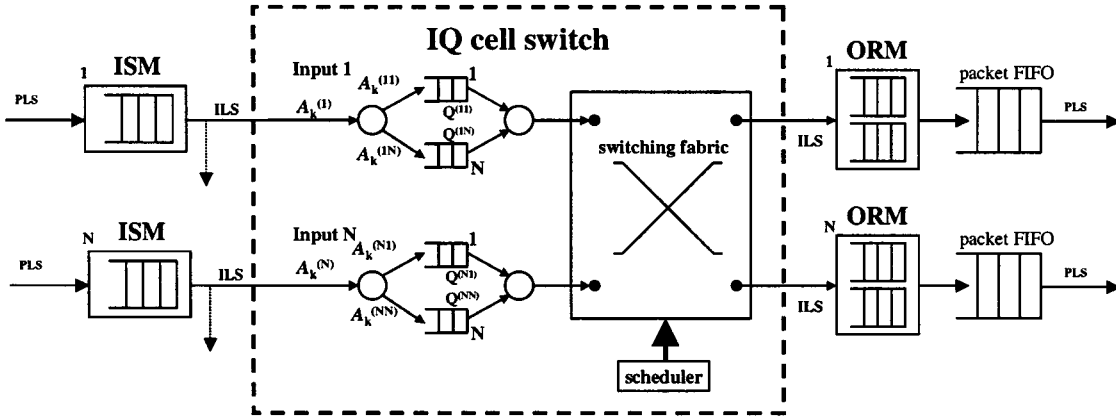 IQ cell switch
1 ISM
PLS
ILS
Input 1
A_k^(1)
A_k^(11)
A_k^(1N)
1
Q^(11)
Q^(1N)
N
switching fabric
1 ORM
ILS
packet FIFO
PLS
N ISM
PLS
ILS
Input N
A_k^(N)
A_k^(N1)
A_k^(NN)
1
Q^(N1)
Q^(NN)
N
N ORM
ILS
packet FIFO
PLS
scheduler